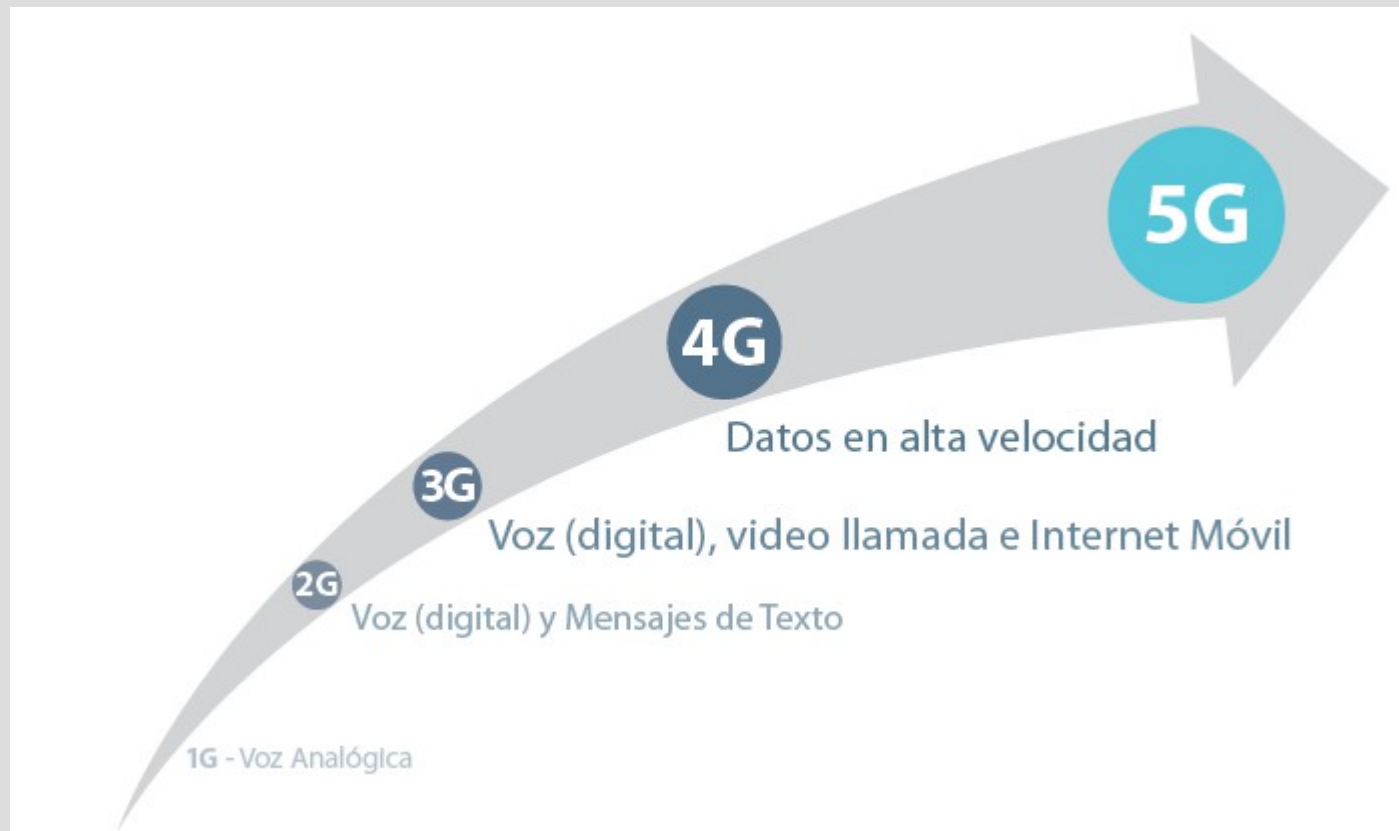 5G
4G
Datos en alta velocidad
3G
Voz (digital), video llamada e Internet Móvil
2G
Voz (digital) y Mensajes de Texto
1G - Voz Analógica